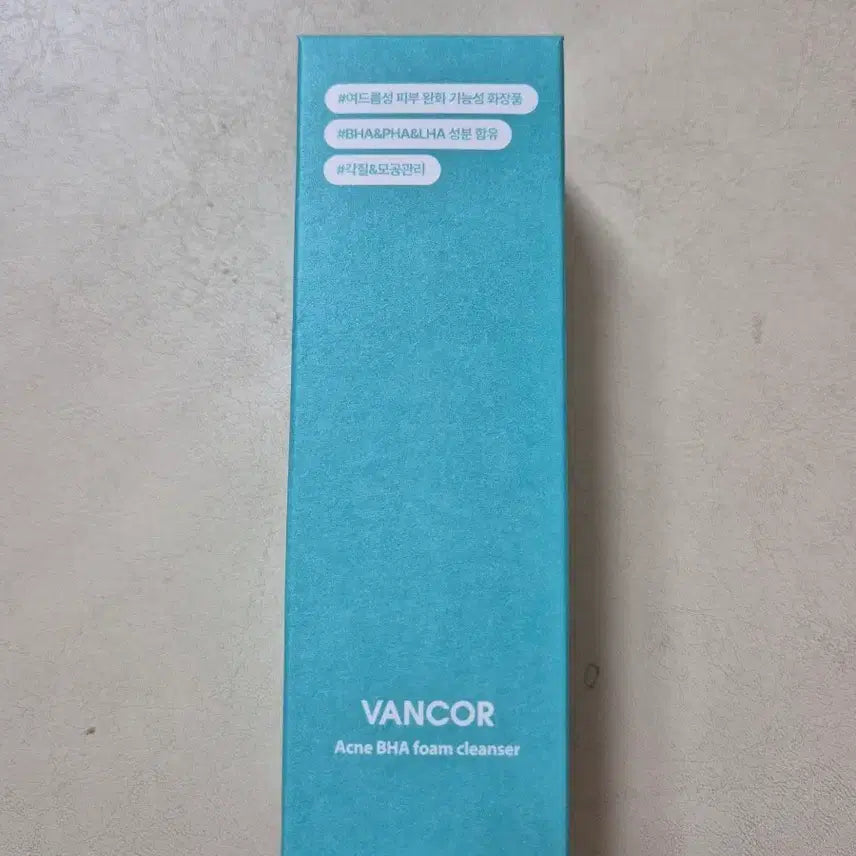 #여드름성 피부 완화 기능성 화장품
#BHA&PHA&LHA 성분 함유
#각질&모공관리
VANCOR
Acne BHA foam cleanser